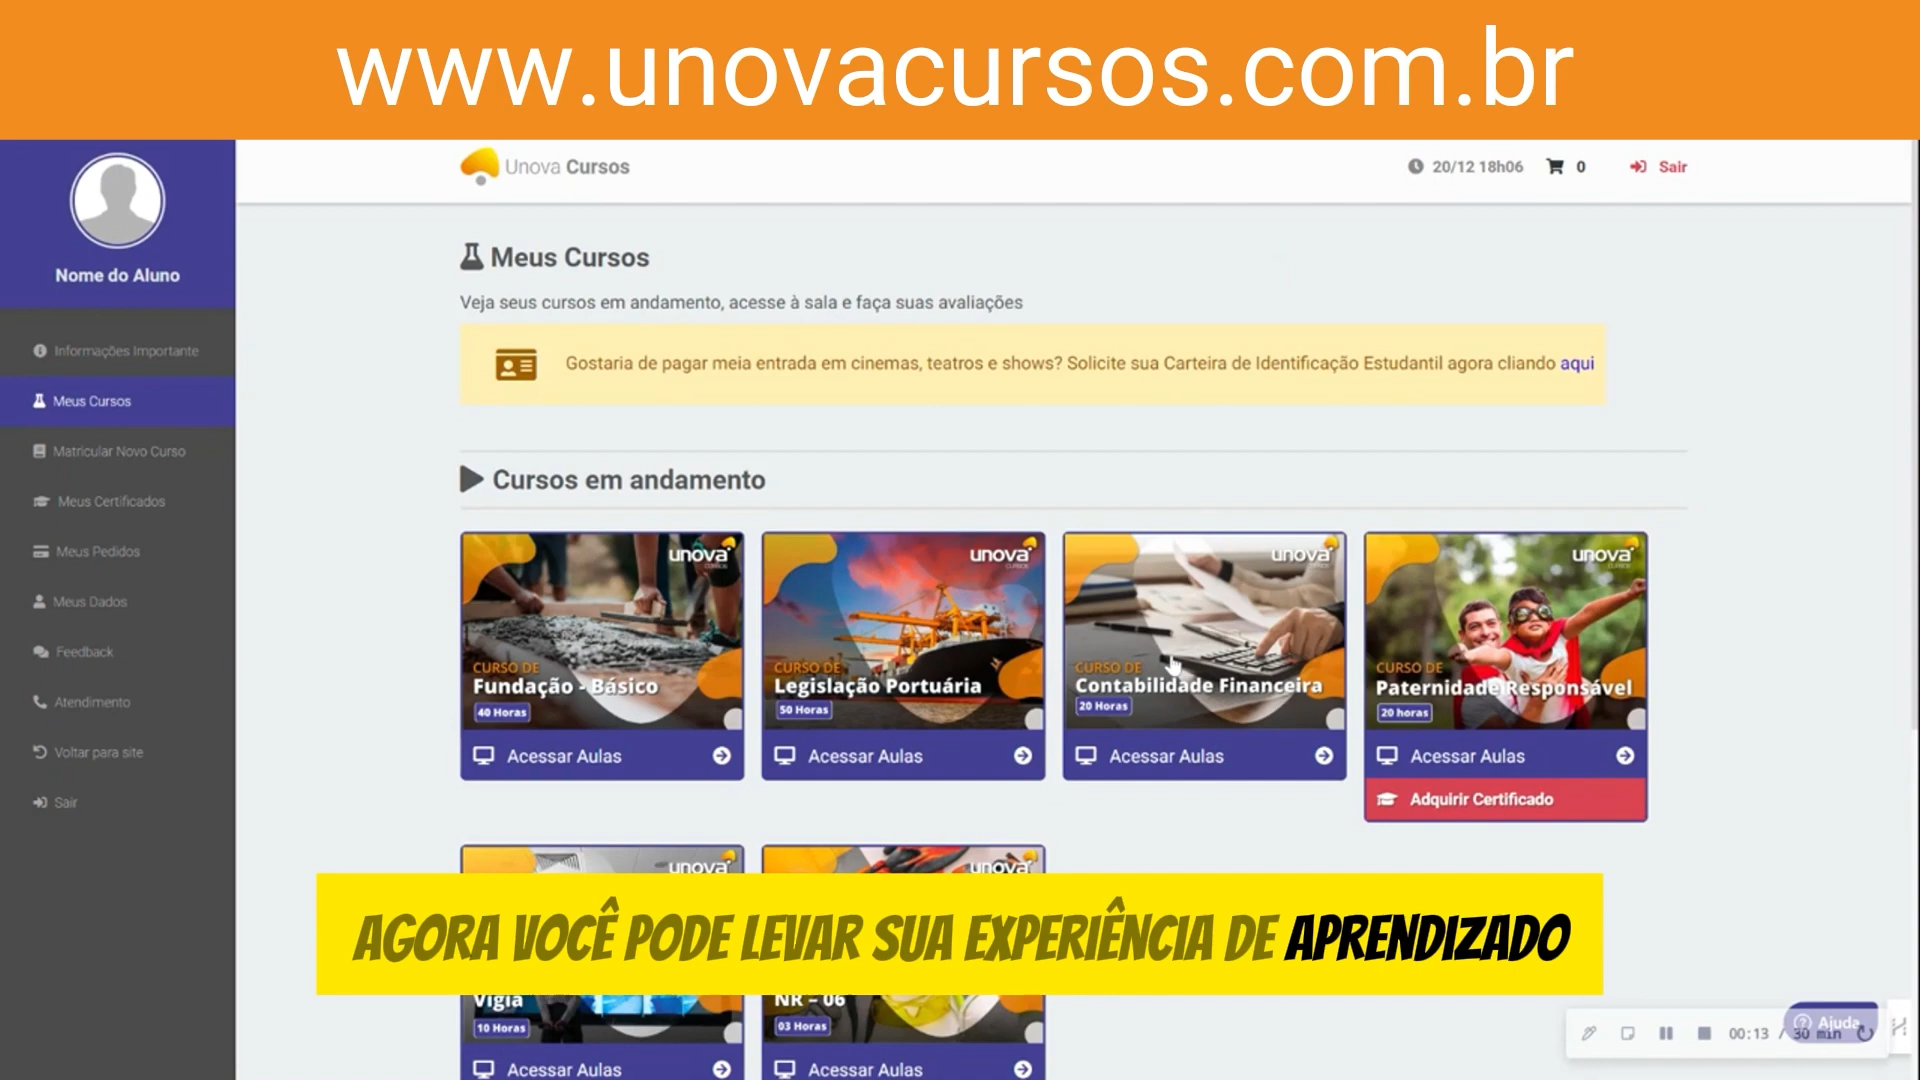 www.unovacursos.com.br
Unova Cursos
20/12 18h06
0
Sair
Nome do Aluno
Informações Importante
Meus Cursos
Matricular Novo Curso
Meus Certificados
Meus Pedidos
Meus Dados
Feedback
Atendimento
Voltar para site
Sair
Meus Cursos
Veja seus cursos em andamento, acesse à sala e faça suas avaliações
Gostaria de pagar meia entrada em cinemas, teatros e shows? Solicite sua Carteira de Identificação Estudantil agora cliando aqui
Cursos em andamento
unova
CURSOS
CURSO DE
Fundação - Básico
40 Horas
Acessar Aulas
unova
CURSOS
CURSO DE
Legislação Portuária
50 Horas
Acessar Aulas
unova
CURSOS
CURSO DE
Contabilidade Financeira
20 Horas
Acessar Aulas
unova
CURSOS
CURSO DE
Paternidade Responsável
20 horas
Acessar Aulas
Adquirir Certificado
unova
Vigia
10 Horas
Acessar Aulas
unova
NR - 06
03 Horas
Acessar Aulas
AGORA VOCÊ PODE LEVAR SUA EXPERIÊNCIA DE APRENDIZADO
Ajuda
00:13 / 30 min